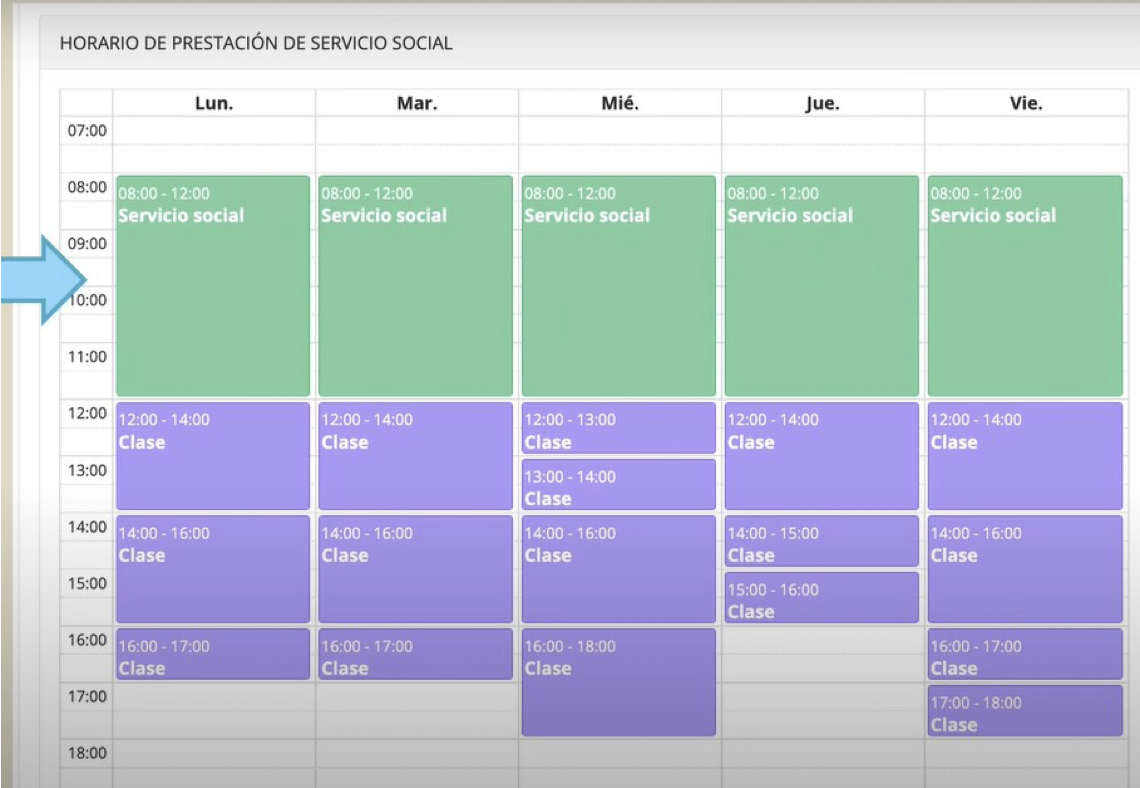 HORARIO DE PRESTACIÓN DE SERVICIO SOCIAL
Lun. Mar. Mié. Jue. Vie.
07:00
08:00
08:00 - 12:00 08:00 - 12:00 08:00 - 12:00 08:00 - 12:00 08:00 - 12:00
Servicio social Servicio social Servicio social Servicio social Servicio social
09:00
10:00
11:00
12:00
12:00 - 14:00 12:00 - 14:00 12:00 - 13:00 12:00 - 14:00 12:00 - 14:00
Clase Clase Clase Clase Clase
13:00
13:00 - 14:00
Clase
14:00
14:00 - 16:00 14:00 - 16:00 14:00 - 16:00 14:00 - 15:00 14:00 - 16:00
Clase Clase Clase Clase Clase
15:00
15:00 - 16:00
Clase
16:00
16:00 - 17:00 16:00 - 17:00 16:00 - 18:00 16:00 - 17:00
Clase Clase Clase Clase
17:00
17:00 - 18:00
Clase
18:00